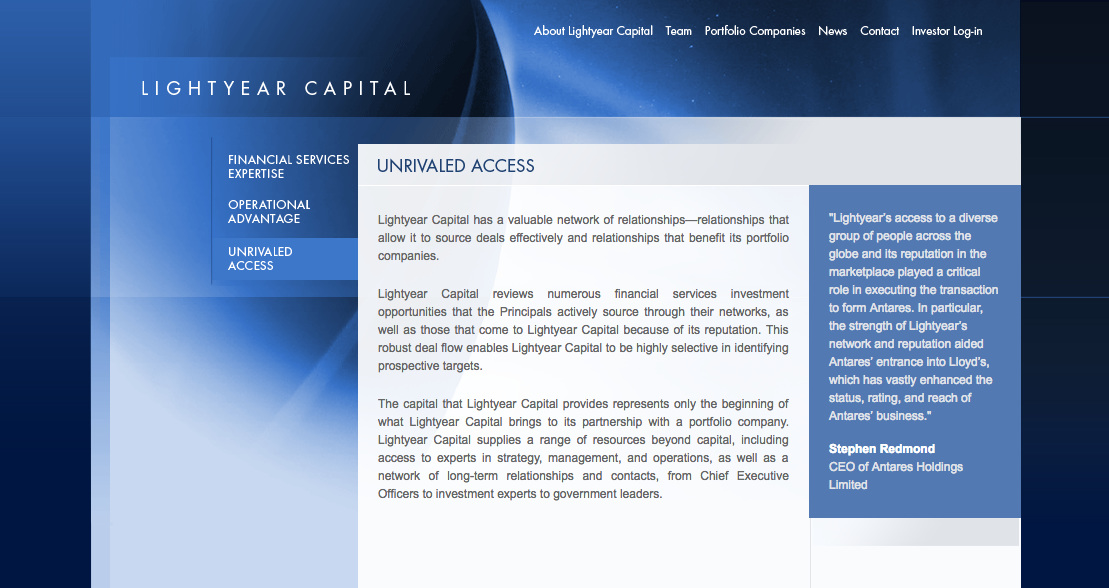 About Lightyear Capital Team Portfolio Companies News Contact Investor Log-in
LIGHTYEAR CAPITAL
FINANCIAL SERVICES
EXPERTISE
OPERATIONAL
ADVANTAGE
UNRIVALED
ACCESS
UNRIVALED ACCESS
Lightyear Capital has a valuable network of relationships—relationships that
allow it to source deals effectively and relationships that benefit its portfolio
companies.
Lightyear Capital reviews numerous financial services investment
opportunities that the Principals actively source through their networks, as
well as those that come to Lightyear Capital because of its reputation. This
robust deal flow enables Lightyear Capital to be highly selective in identifying
prospective targets.
The capital that Lightyear Capital provides represents only the beginning of
what Lightyear Capital brings to its partnership with a portfolio company.
Lightyear Capital supplies a range of resources beyond capital, including
access to experts in strategy, management, and operations, as well as a
network of long-term relationships and contacts, from Chief Executive
Officers to investment experts to government leaders.
"Lightyear's access to a diverse
group of people across the
globe and its reputation in the
marketplace played a critical
role in executing the transaction
to form Antares. In particular,
the strength of Lightyear's
network and reputation aided
Antares' entrance into Lloyd's,
which has vastly enhanced the
status, rating, and reach of
Antares' business."
Stephen Redmond
CEO of Antares Holdings
Limited